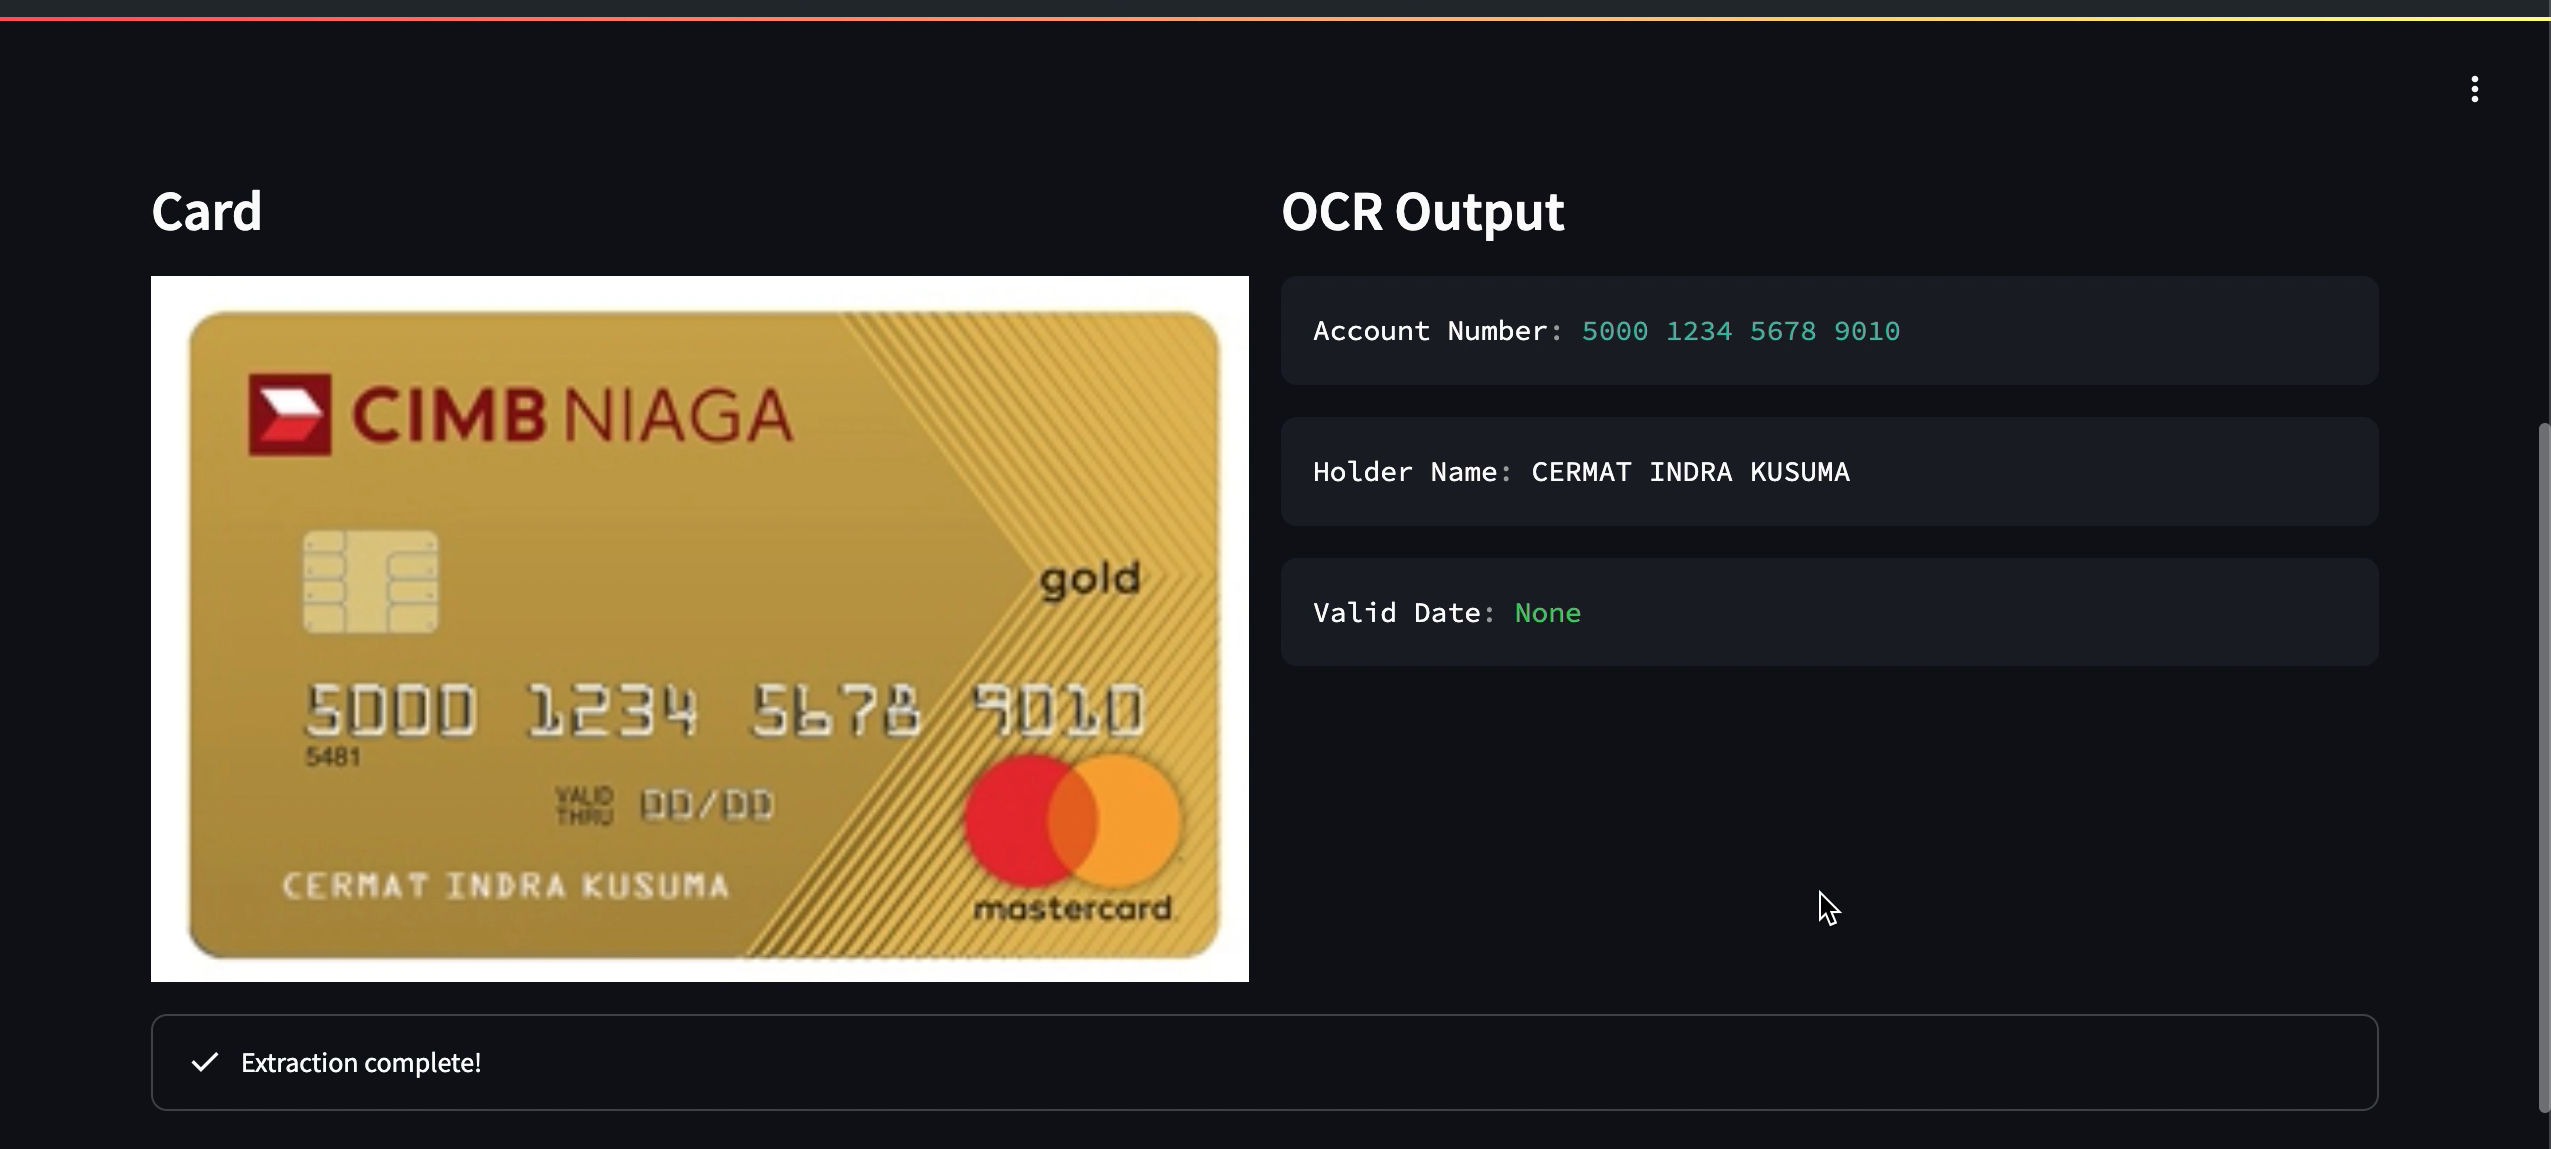 Card
CIMB NIAGA
gold
5000 1234 5678 9010
5481
VALID
THRU
00/00
CERMAT INDRA KUSUMA
mastercard
OCR Output
Account Number: 5000 1234 5678 9010
Holder Name: CERMAT INDRA KUSUMA
Valid Date: None
Extraction complete!